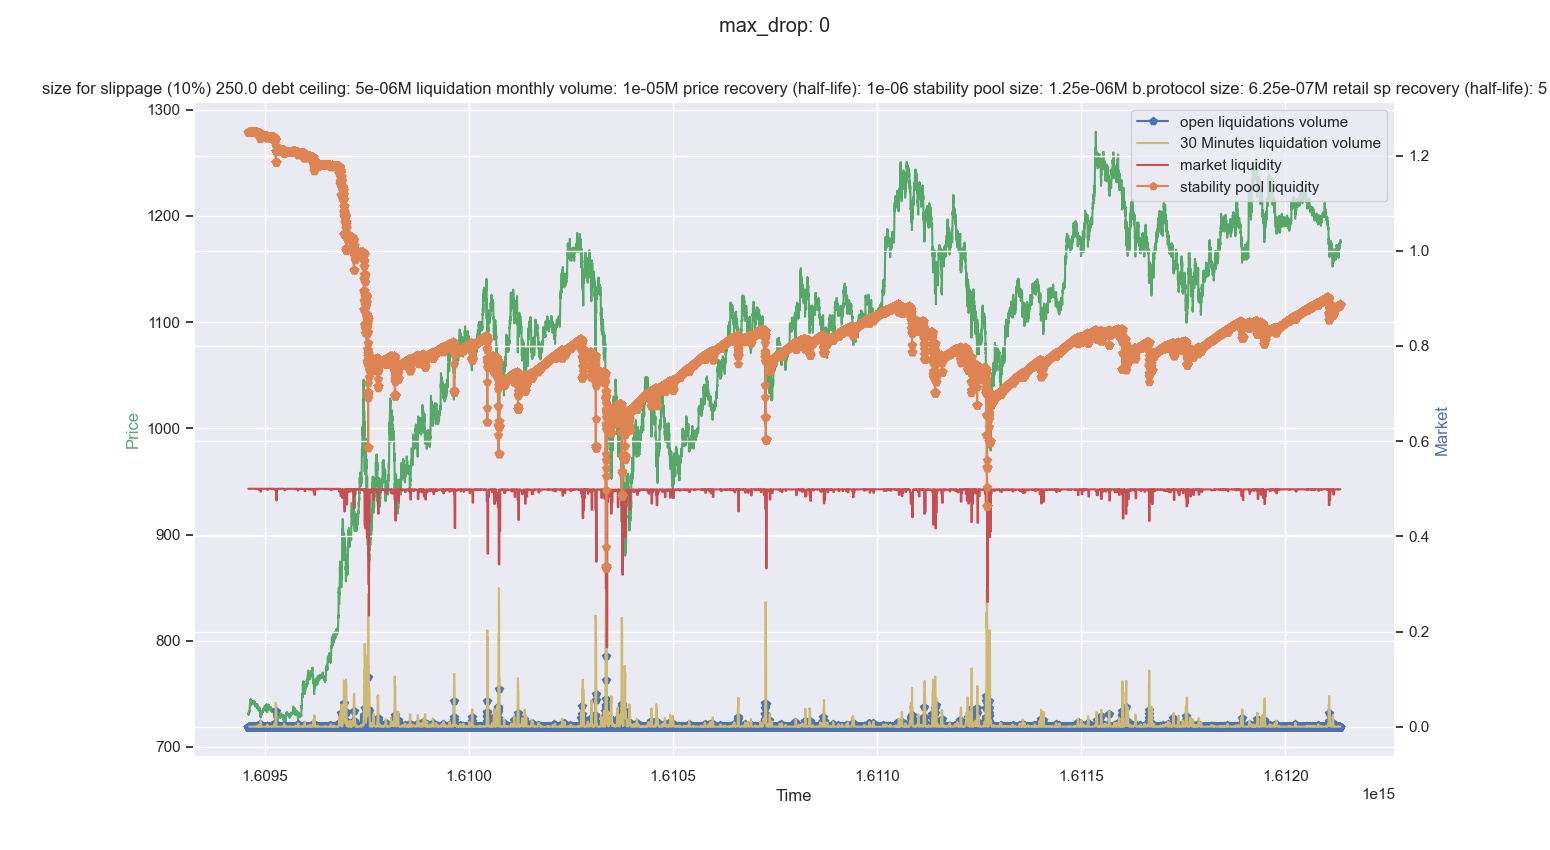 max_drop: 0
size for slippage (10%) 250.0 debt ceiling: 5e-06M liquidation monthly volume: 1e-05M price recovery (half-life): 1e-06 stability pool size: 1.25e-06M b.protocol size: 6.25e-07M retail sp recovery (half-life): 5
open liquidations volume
30 Minutes liquidation volume
market liquidity
stability pool liquidity
1300
1200
1100
1000
900
800
700
Price
1.2
1.0
0.8
0.6
0.4
0.2
0.0
Market
1.6095 1.6100 1.6105 1.6110 1.6115 1.6120
Time
1e15